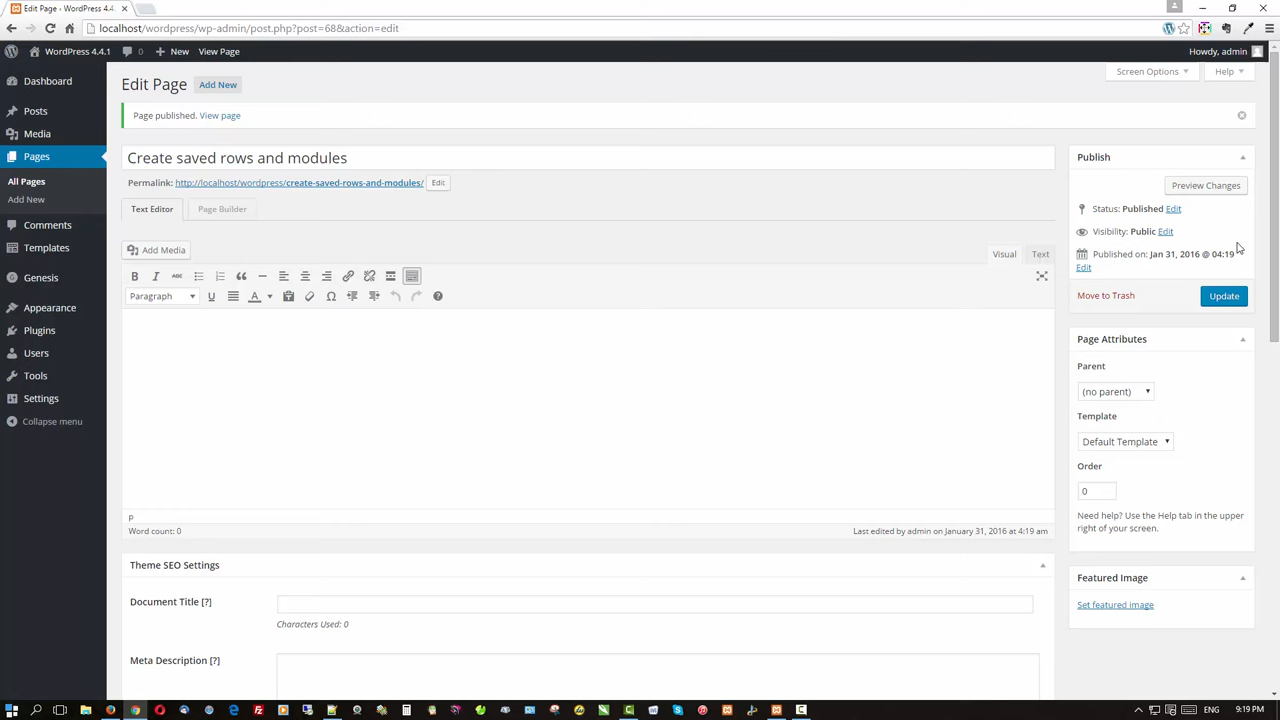 Edit Page ‹ WordPress 4.4.
localhost/wordpress/wp-admin/post.php?post=68&action=edit
WordPress 4.4.1 0 New View Page Howdy, admin
Screen Options Help
Edit Page Add New
Page published. View page
Dashboard
Posts
Media
Pages
All Pages
Add New
Comments
Templates
Genesis
Appearance
Plugins
Users
Tools
Settings
Collapse menu
Create saved rows and modules
Permalink: http://localhost/wordpress/create-saved-rows-and-modules/ Edit
Text Editor Page Builder
Add Media Visual Text
B I ABC
Paragraph U A
p
Word count: 0 Last edited by admin on January 31, 2016 at 4:19 am
Theme SEO Settings
Document Title [?]
Characters Used: 0
Meta Description [?]
Publish
Preview Changes
Status: Published Edit
Visibility: Public Edit
Published on: Jan 31, 2016 @ 04:19
Edit
Move to Trash Update
Page Attributes
Parent
(no parent)
Template
Default Template
Order
0
Need help? Use the Help tab in the upper
right of your screen.
Featured Image
Set featured image
ENG 9:19 PM